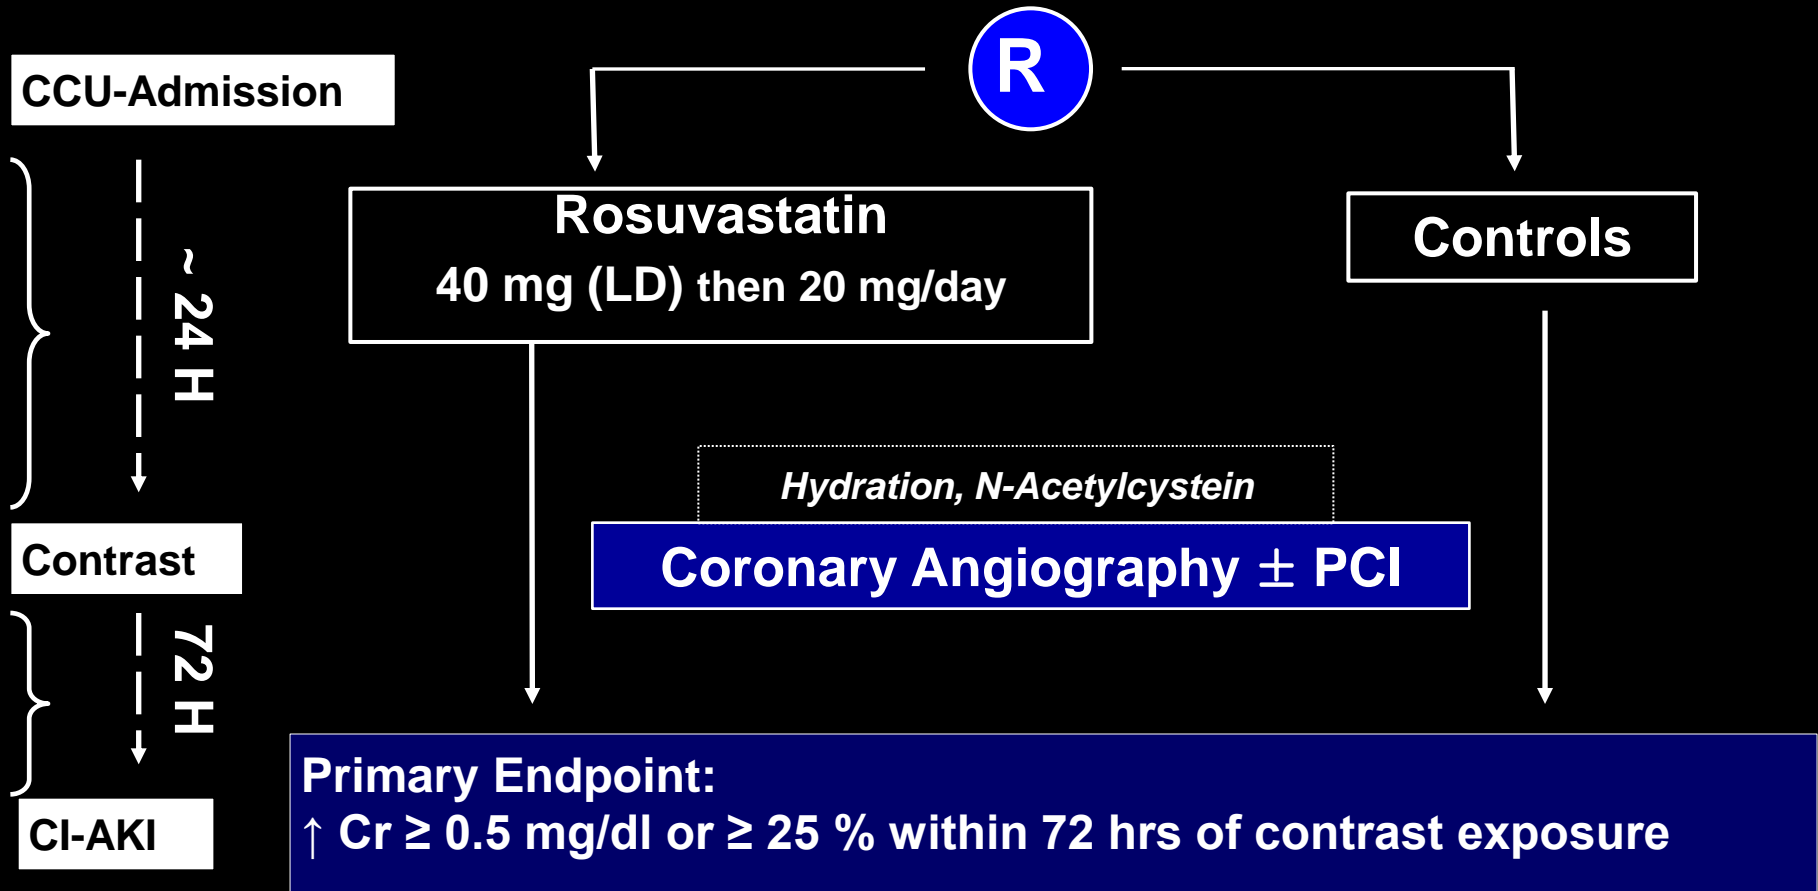 R
CCU-Admission
Rosuvastatin
40 mg (LD) then 20 mg/day
Controls
~ 24 H
Hydration, N-Acetylcystein
Contrast
Coronary Angiography ± PCI
72 H
Primary Endpoint:
↑ Cr ≥ 0.5 mg/dl or ≥ 25 % within 72 hrs of contrast exposure
CI-AKI